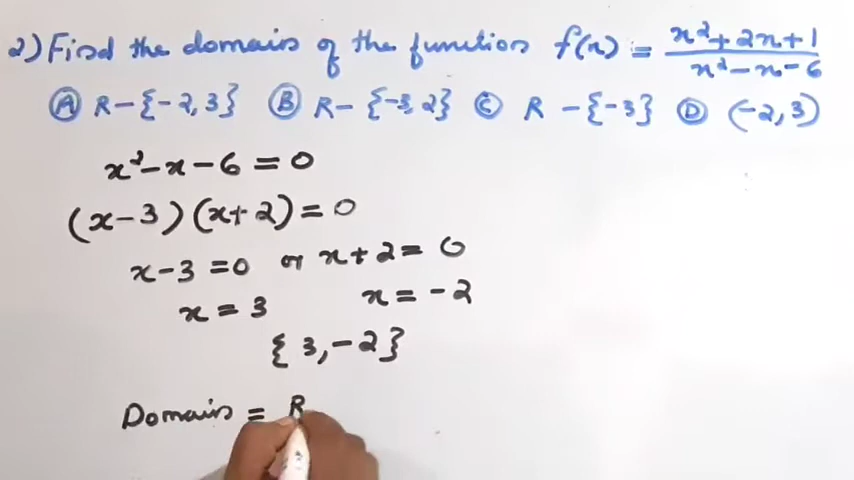 2) Find the domain of the function f(x) = x² + 2x + 1 / x² - x - 6
Ⓐ R - {-2, 3} Ⓑ R - {-3, 2} Ⓒ R - {-3} Ⓓ (-2, 3)
x² - x - 6 = 0
(x - 3) (x + 2) = 0
x - 3 = 0 or x + 2 = 0
x = 3 x = -2
{3, -2}
Domain = R